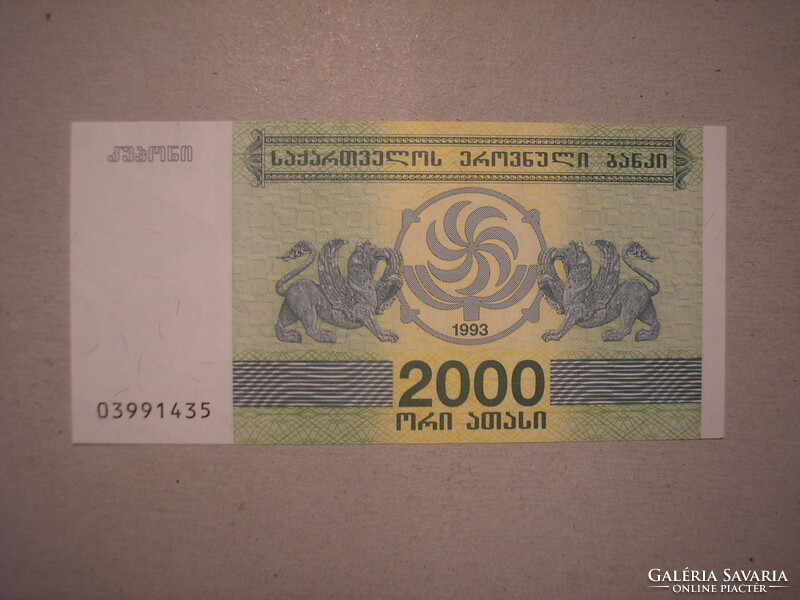 კუპონი
საქართველოს ეროვნული ბანკი
1993
2000
ორი ათასი
03991435
GALÉRIA SAVARIA
ONLINE PIACTÉR